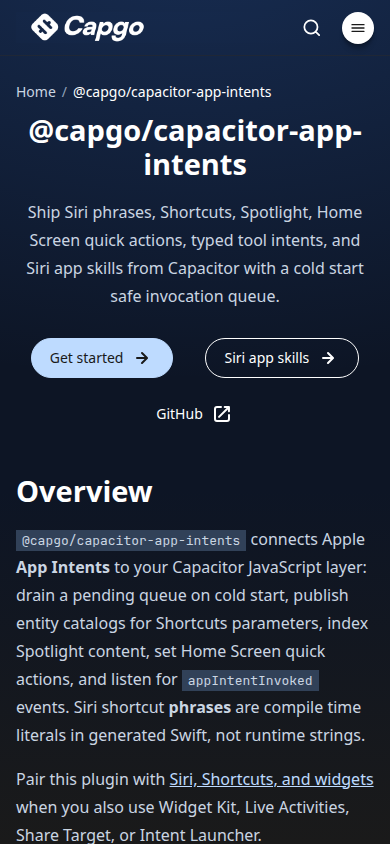 Capgo
Home / @capgo/capacitor-app-intents
@capgo/capacitor-app-
intents
Ship Siri phrases, Shortcuts, Spotlight, Home
Screen quick actions, typed tool intents, and
Siri app skills from Capacitor with a cold start
safe invocation queue.
Get started
Siri app skills
GitHub
Overview
@capgo/capacitor-app-intents connects Apple
App Intents to your Capacitor JavaScript layer:
drain a pending queue on cold start, publish
entity catalogs for Shortcuts parameters, index
Spotlight content, set Home Screen quick
actions, and listen for appIntentInvoked
events. Siri shortcut phrases are compile time
literals in generated Swift, not runtime strings.
Pair this plugin with Siri, Shortcuts, and widgets
when you also use Widget Kit, Live Activities,
Share Target, or Intent Launcher.